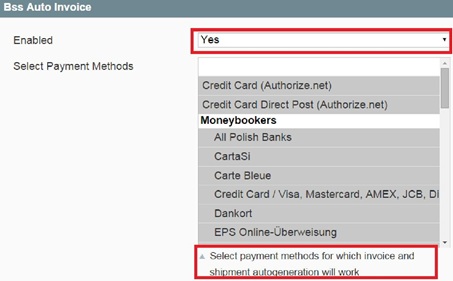 Bss Auto Invoice
Enabled
Yes
Select Payment Methods
Credit Card (Authorize.net)
Credit Card Direct Post (Authorize.net)
Moneybookers
All Polish Banks
CartaSi
Carte Bleue
Credit Card / Visa, Mastercard, AMEX, JCB, Di
Dankort
EPS Online-Überweisung
Select payment methods for which invoice and
shipment autogeneration will work